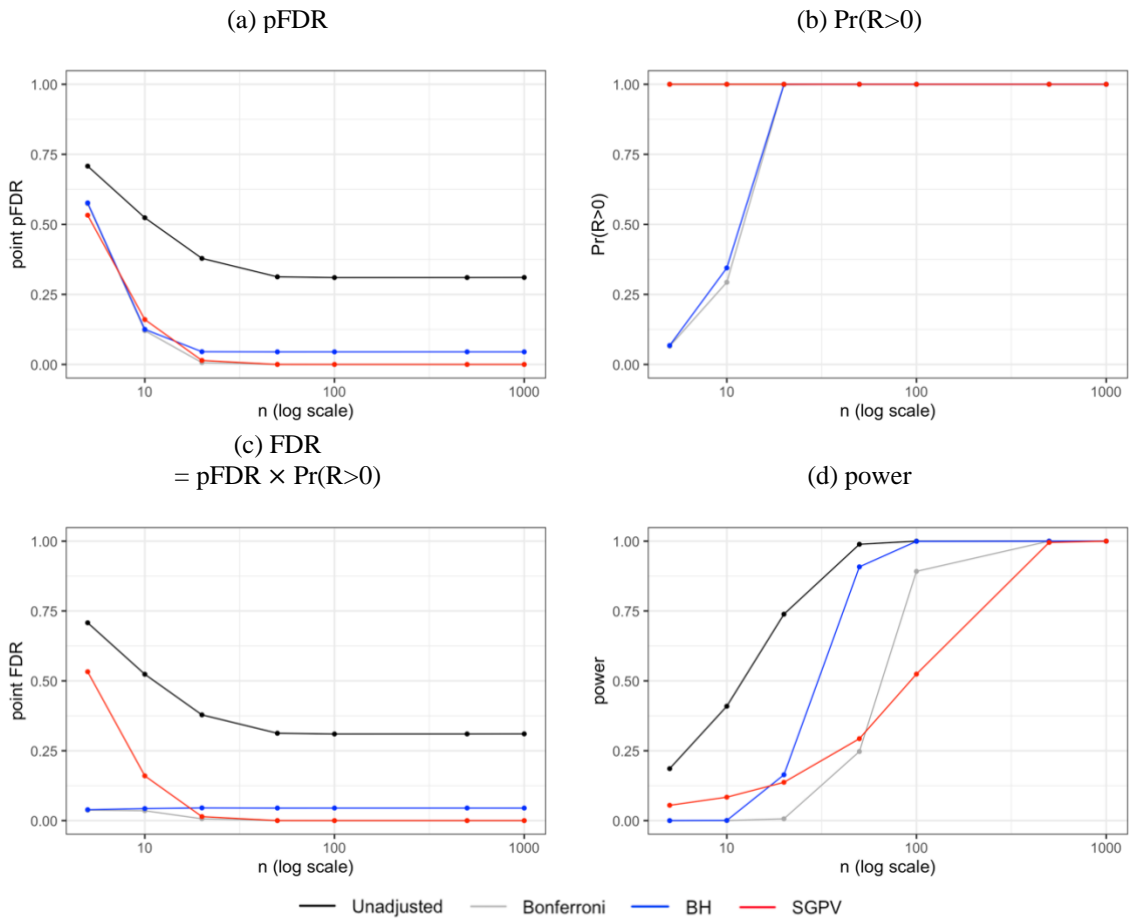 (a) pFDR
1.00
0.75
0.50
0.25
0.00
point pFDR
10
100
1000
n (log scale)
(b) Pr(R>0)
1.00
0.75
0.50
0.25
0.00
Pr(R>0)
10
100
1000
n (log scale)
(c) FDR
= pFDR × Pr(R>0)
1.00
0.75
0.50
0.25
0.00
point FDR
10
100
1000
n (log scale)
(d) power
1.00
0.75
0.50
0.25
0.00
power
10
100
1000
n (log scale)
Unadjusted Bonferroni BH SGPV